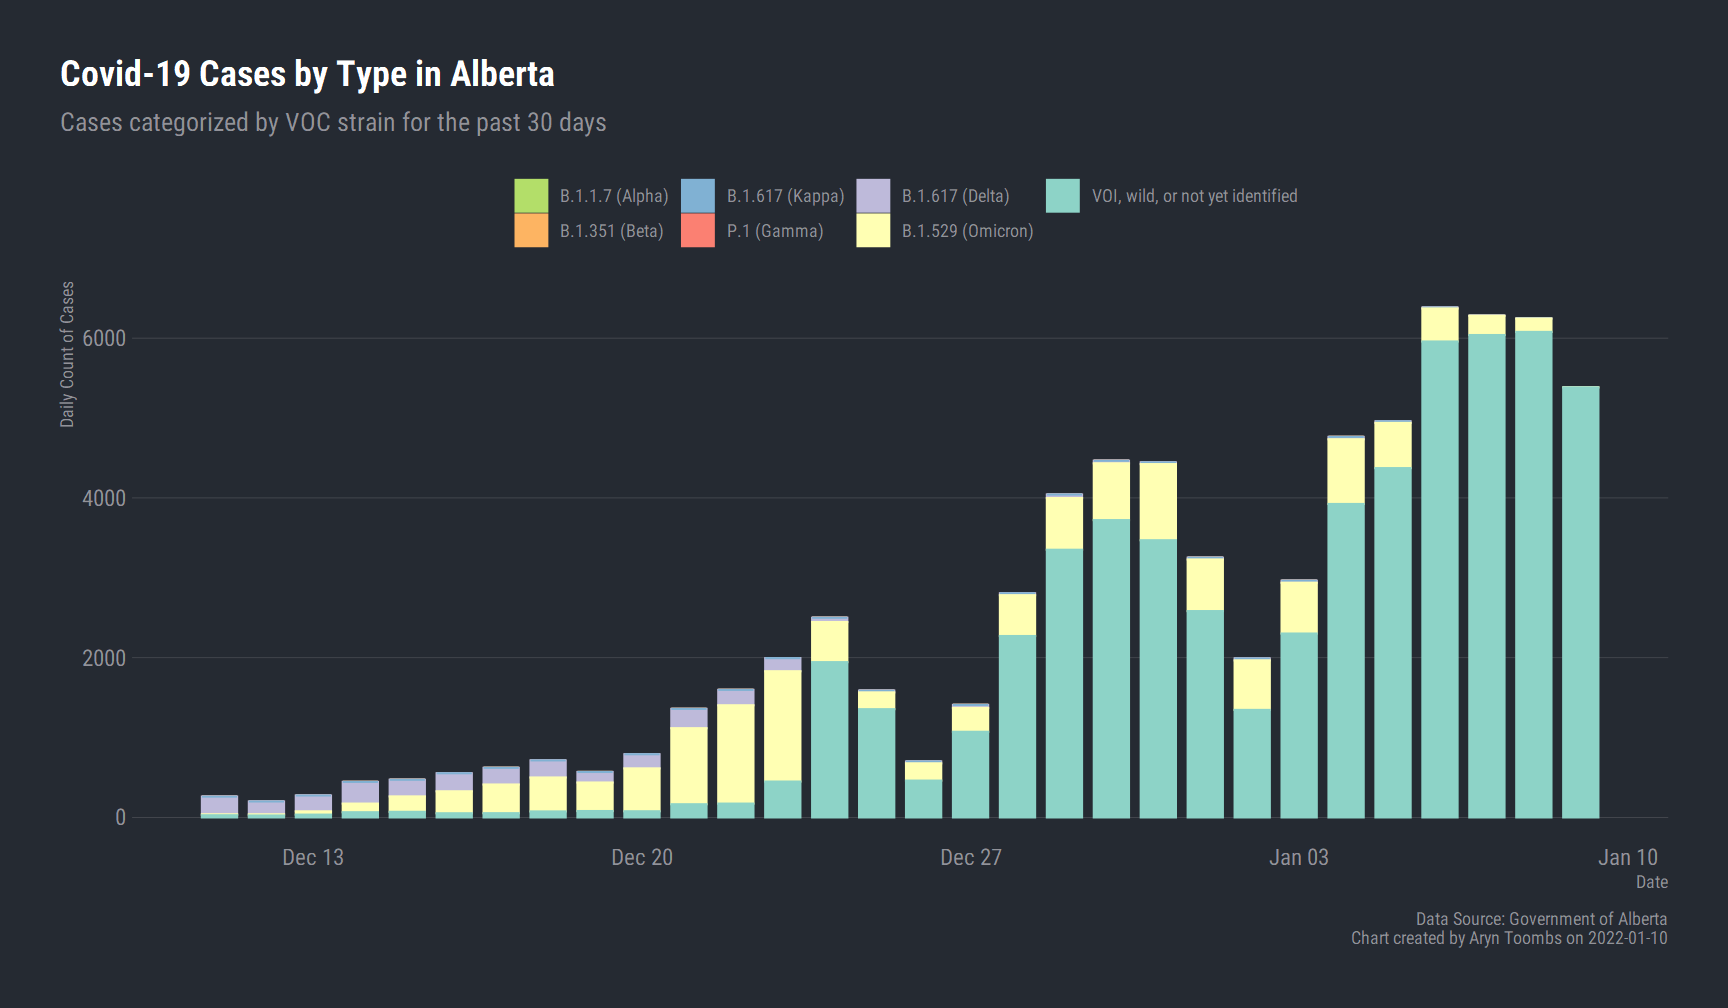 Covid-19 Cases by Type in Alberta
Cases categorized by VOC strain for the past 30 days
B.1.1.7 (Alpha) B.1.617 (Kappa) B.1.617 (Delta) VOI, wild, or not yet identified
B.1.351 (Beta) P.1 (Gamma) B.1.529 (Omicron)
Daily Count of Cases
6000
4000
2000
0
Dec 13 Dec 20 Dec 27 Jan 03 Jan 10
Date
Data Source: Government of Alberta
Chart created by Aryn Toombs on 2022-01-10